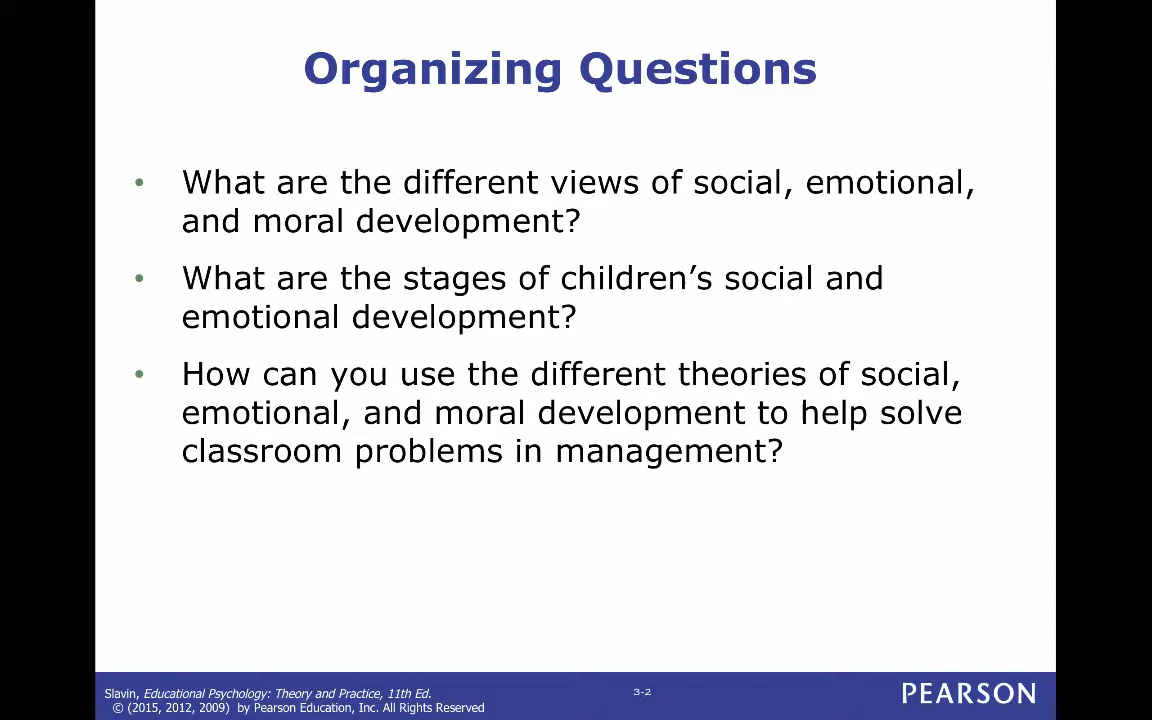 Organizing Questions
• What are the different views of social, emotional,
and moral development?
• What are the stages of children’s social and
emotional development?
• How can you use the different theories of social,
emotional, and moral development to help solve
classroom problems in management?
Slavin, Educational Psychology: Theory and Practice, 11th Ed.
© (2015, 2012, 2009) by Pearson Education, Inc. All Rights Reserved
3-2
PEARSON